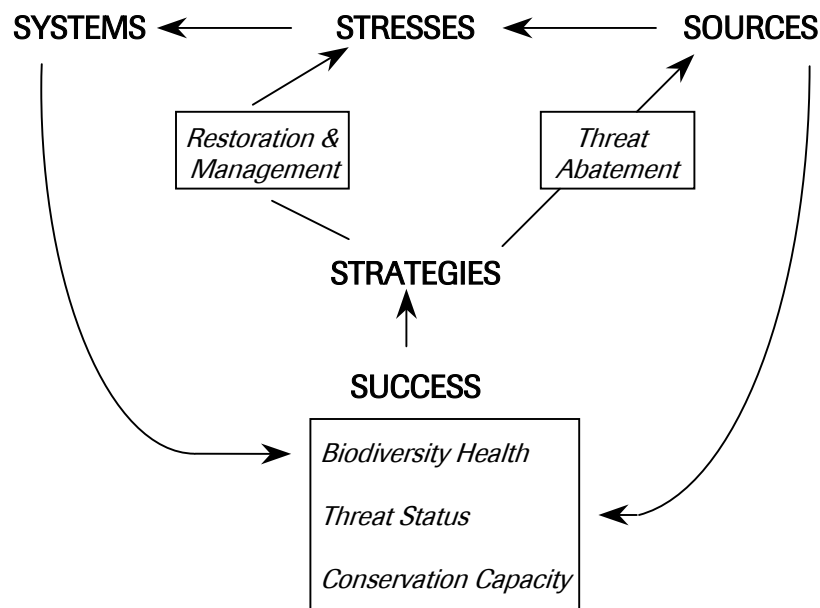 SYSTEMS STRESSES SOURCES
Restoration &
Management
Threat
Abatement
STRATEGIES
SUCCESS
Biodiversity Health
Threat Status
Conservation Capacity